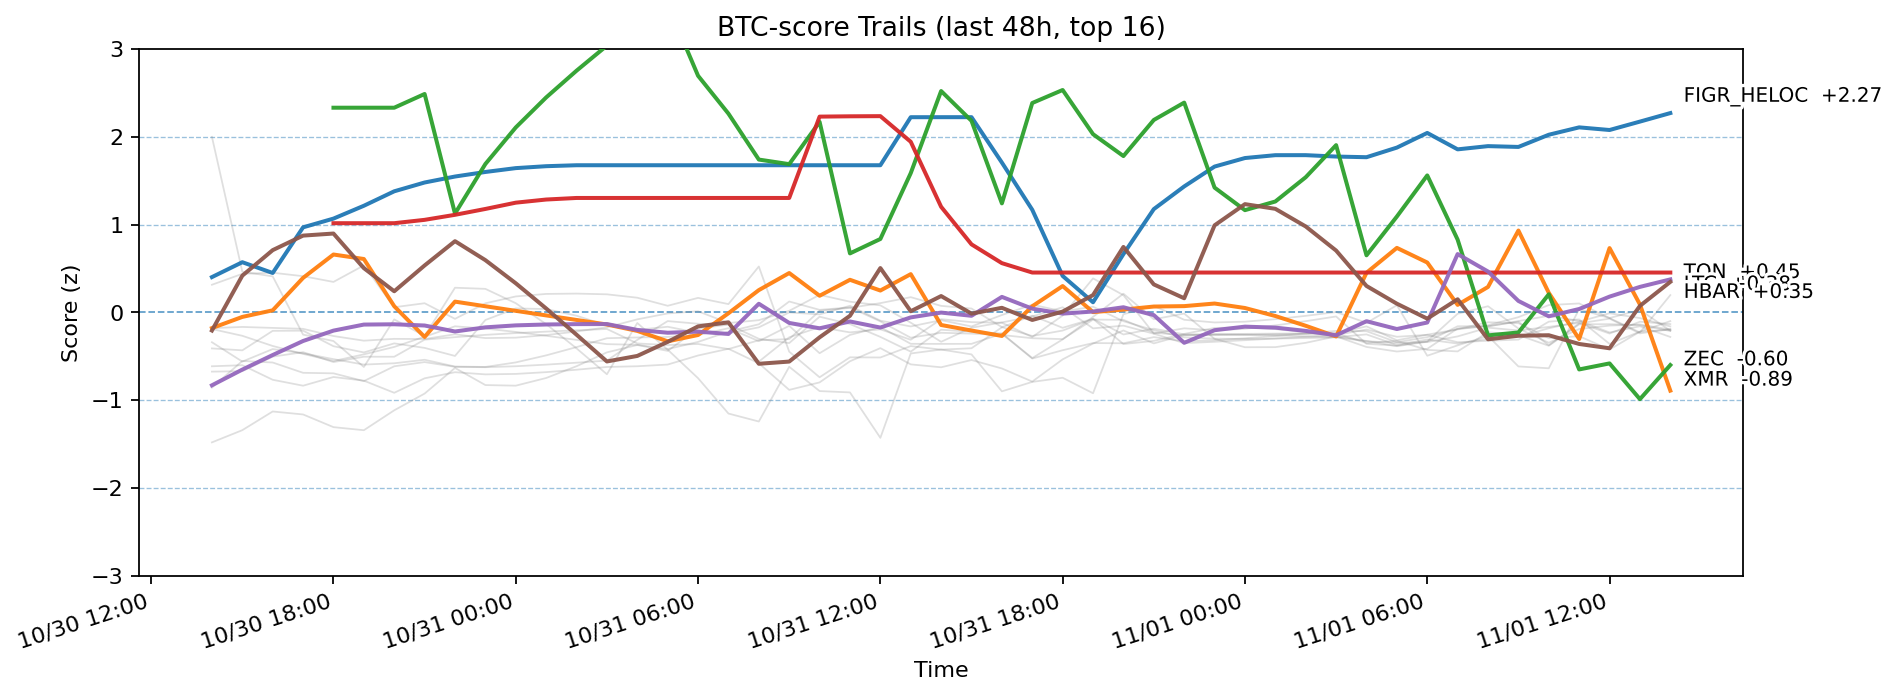 BTC-score Trails (last 48h, top 16)
Score (z)
3
2
1
0
−1
−2
−3
FIGR_HELOC +2.27
TON +0.45
HBAR +0.35
ZEC -0.60
XMR -0.89
10/30 12:00
10/30 18:00
10/31 00:00
10/31 06:00
10/31 12:00
10/31 18:00
11/01 00:00
11/01 06:00
11/01 12:00
Time